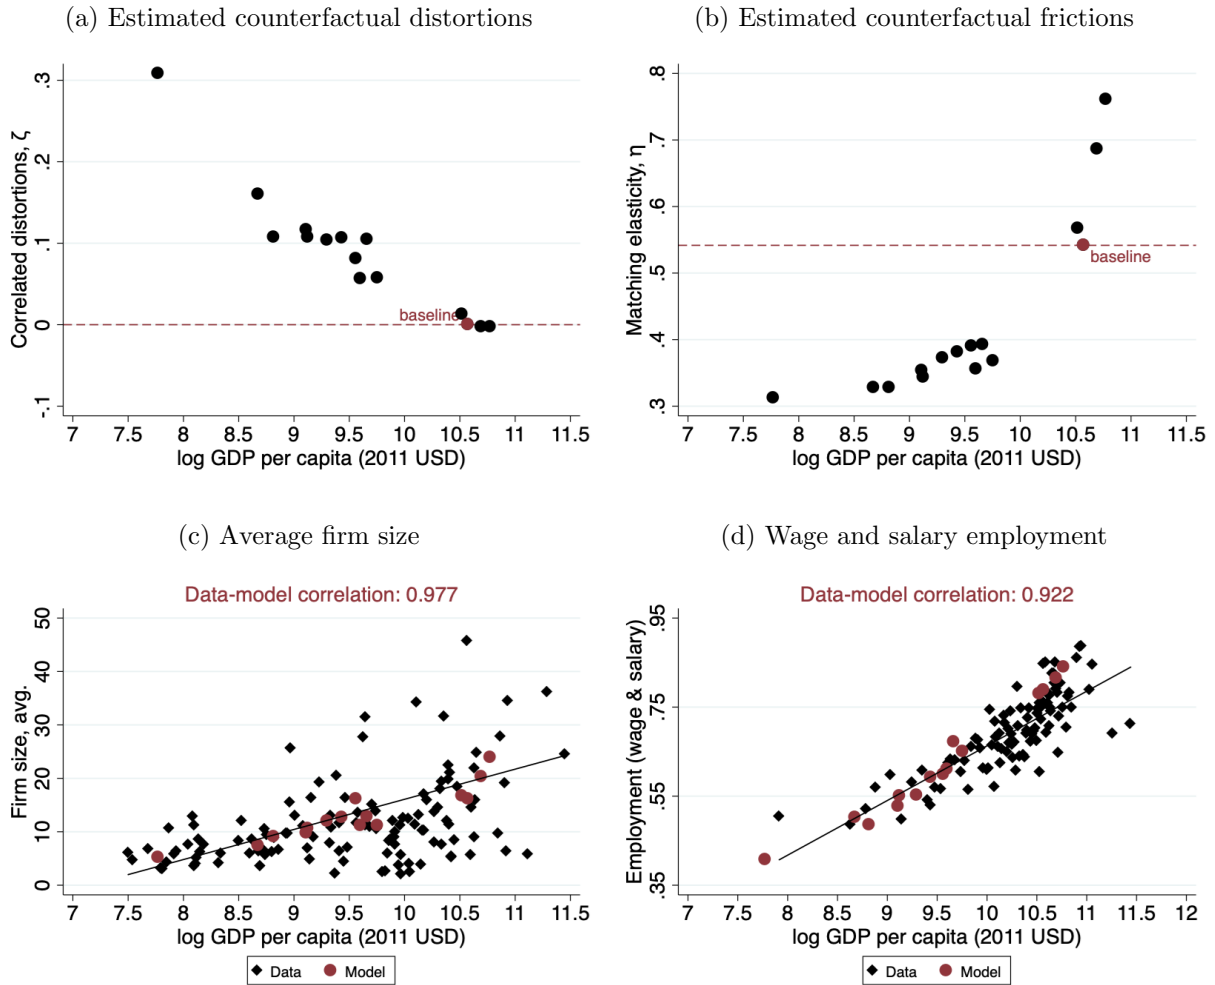 (a) Estimated counterfactual distortions
Correlated distortions, ζ
.3
.2
.1
0
-.1
baseline
7 7.5 8 8.5 9 9.5 10 10.5 11 11.5
log GDP per capita (2011 USD)
(b) Estimated counterfactual frictions
Matching elasticity, η
.8
.7
.6
.5
.4
.3
baseline
7 7.5 8 8.5 9 9.5 10 10.5 11 11.5
log GDP per capita (2011 USD)
(c) Average firm size
Data-model correlation: 0.977
Firm size, avg.
50
40
30
20
10
0
7 7.5 8 8.5 9 9.5 10 10.5 11 11.5
log GDP per capita (2011 USD)
Data Model
(d) Wage and salary employment
Data-model correlation: 0.922
Employment (wage & salary)
.95
.75
.55
.35
7 7.5 8 8.5 9 9.5 10 10.5 11 11.5 12
log GDP per capita (2011 USD)
Data Model